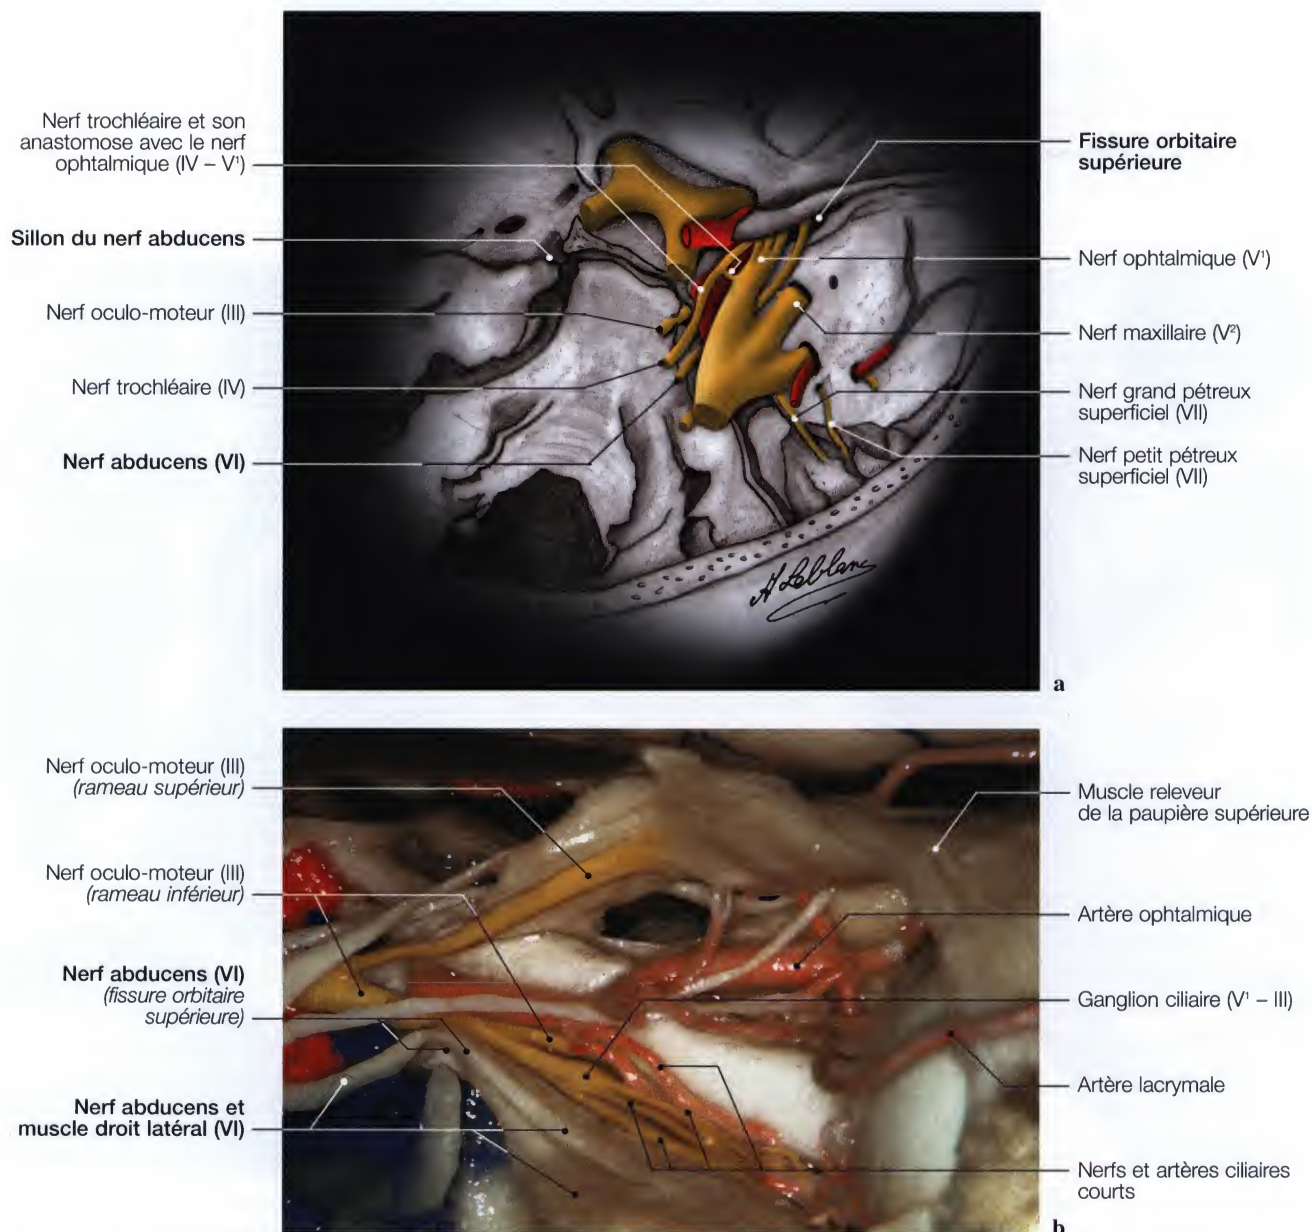 Nerf trochléaire et son
anastomose avec le nerf
ophtalmique (IV – V¹)
Sillon du nerf abducens
Nerf oculo-moteur (III)
Nerf trochléaire (IV)
Nerf abducens (VI)
Fissure orbitaire
supérieure
Nerf ophtalmique (V¹)
Nerf maxillaire (V²)
Nerf grand pétreux
superficiel (VII)
Nerf petit pétreux
superficiel (VII)
A Leblanc
a
Nerf oculo-moteur (III)
(rameau supérieur)
Nerf oculo-moteur (III)
(rameau inférieur)
Nerf abducens (VI)
(fissure orbitaire
supérieure)
Nerf abducens et
muscle droit latéral (VI)
Muscle releveur
de la paupière supérieure
Artère ophtalmique
Ganglion ciliaire (V¹ – III)
Artère lacrymale
Nerfs et artères ciliaires
courts
b